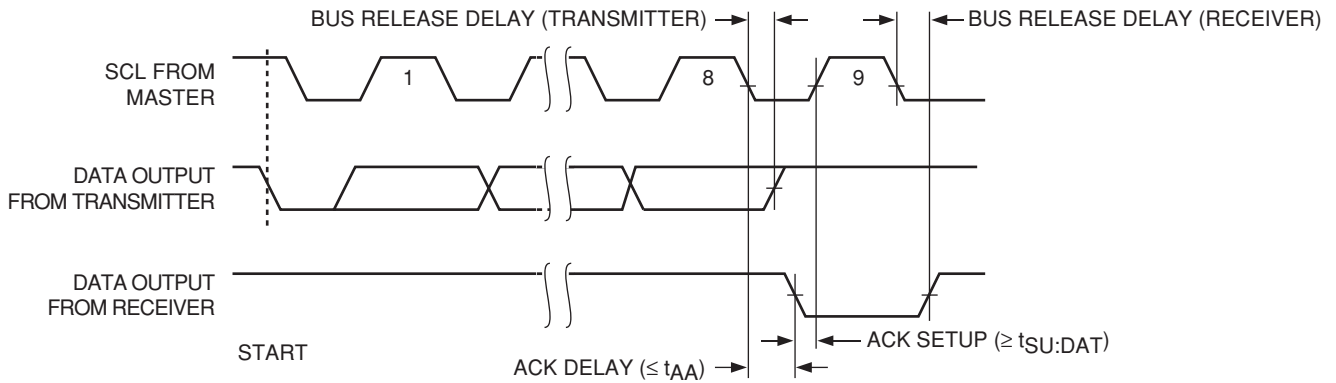 BUS RELEASE DELAY (TRANSMITTER)
BUS RELEASE DELAY (RECEIVER)
SCL FROM
MASTER
1
8
9
DATA OUTPUT
FROM TRANSMITTER
DATA OUTPUT
FROM RECEIVER
START
ACK SETUP (≥ tSU:DAT)
ACK DELAY (≤ tAA)